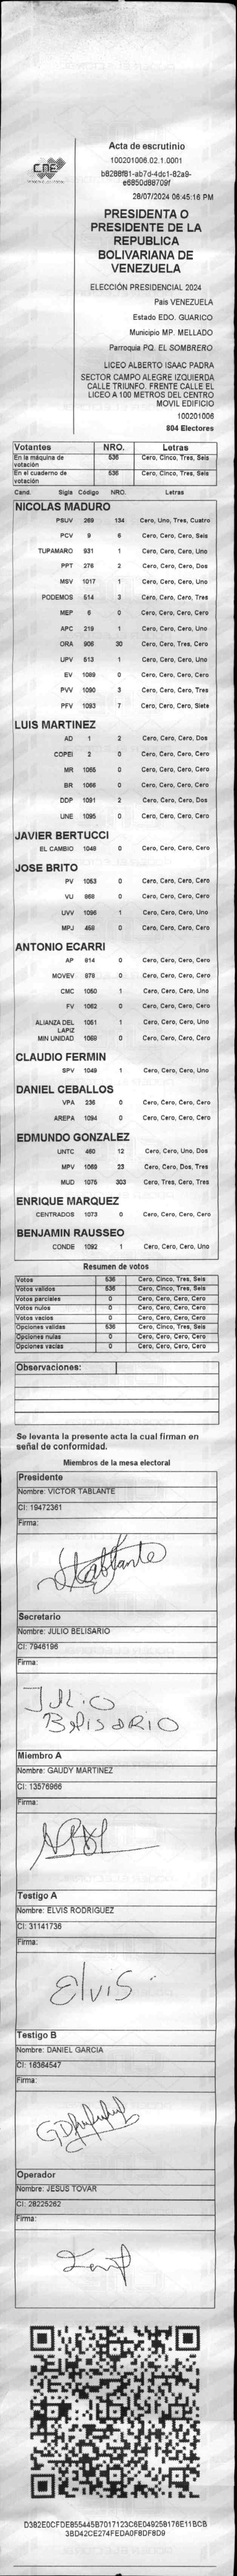 CNE
Acta de escrutinio
100201006.02.1.0001
b8288f81-ab7d-4dc1-82a9-
e6850d88709f
28/07/2024 06:45:16 PM
PRESIDENTA O
PRESIDENTE DE LA
REPUBLICA
BOLIVARIANA DE
VENEZUELA
ELECCIÓN PRESIDENCIAL 2024
País VENEZUELA
Estado EDO. GUARICO
Municipio MP. MELLADO
Parroquia PQ. EL SOMBRERO
LICEO ALBERTO ISAAC PADRA
SECTOR CAMPO ALEGRE IZQUIERDA
CALLE TRIUNFO. FRENTE CALLE EL
LICEO A 100 METROS DEL CENTRO
MOVIL EDIFICIO
100201006
804 Electores
Votantes NRO. Letras
En la máquina de votación 536 Cero, Cinco, Tres, Seis
En el cuaderno de votación 536 Cero, Cinco, Tres, Seis
Cand. Sigla Código NRO. Letras
NICOLAS MADURO
PSUV 269 134 Cero, Uno, Tres, Cuatro
PCV 9 6 Cero, Cero, Cero, Seis
TUPAMARO 931 1 Cero, Cero, Cero, Uno
PPT 276 2 Cero, Cero, Cero, Dos
MSV 1017 1 Cero, Cero, Cero, Uno
PODEMOS 514 3 Cero, Cero, Cero, Tres
MEP 6 0 Cero, Cero, Cero, Cero
APC 219 1 Cero, Cero, Cero, Uno
ORA 906 30 Cero, Cero, Tres, Cero
UPV 513 1 Cero, Cero, Cero, Uno
EV 1089 0 Cero, Cero, Cero, Cero
PVV 1090 3 Cero, Cero, Cero, Tres
PFV 1093 7 Cero, Cero, Cero, Siete
LUIS MARTINEZ
AD 1 2 Cero, Cero, Cero, Dos
COPEI 3 0 Cero, Cero, Cero, Cero
MR 1065 0 Cero, Cero, Cero, Cero
BR 1066 0 Cero, Cero, Cero, Cero
DDP 1091 2 Cero, Cero, Cero, Dos
UNE 1095 0 Cero, Cero, Cero, Cero
JAVIER BERTUCCI
EL CAMBIO 1048 0 Cero, Cero, Cero, Cero
JOSE BRITO
PV 1053 0 Cero, Cero, Cero, Cero
VU 868 0 Cero, Cero, Cero, Cero
UVV 1096 1 Cero, Cero, Cero, Uno
MPJ 458 0 Cero, Cero, Cero, Cero
ANTONIO ECARRI
AP 814 0 Cero, Cero, Cero, Cero
MOVEV 878 0 Cero, Cero, Cero, Cero
CMC 1050 1 Cero, Cero, Cero, Uno
FV 1062 0 Cero, Cero, Cero, Cero
ALIANZA DEL LAPIZ 1051 1 Cero, Cero, Cero, Uno
MIN UNIDAD 1069 0 Cero, Cero, Cero, Cero
CLAUDIO FERMIN
SPV 1049 1 Cero, Cero, Cero, Uno
DANIEL CEBALLOS
VPA 236 0 Cero, Cero, Cero, Cero
AREPA 1094 0 Cero, Cero, Cero, Cero
EDMUNDO GONZALEZ
UNTC 460 12 Cero, Cero, Uno, Dos
MPV 1069 23 Cero, Cero, Dos, Tres
MUD 1075 303 Cero, Tres, Cero, Tres
ENRIQUE MARQUEZ
CENTRADOS 1073 0 Cero, Cero, Cero, Cero
BENJAMIN RAUSSEO
CONDE 1092 1 Cero, Cero, Cero, Uno
Resumen de votos
Votos 536 Cero, Cinco, Tres, Seis
Votos validos 536 Cero, Cinco, Tres, Seis
Votos parciales 0 Cero, Cero, Cero, Cero
Votos nulos 0 Cero, Cero, Cero, Cero
Votos vacios 0 Cero, Cero, Cero, Cero
Opciones validas 536 Cero, Cinco, Tres, Seis
Opciones nulas 0 Cero, Cero, Cero, Cero
Opciones vacias 0 Cero, Cero, Cero, Cero
Observaciones:
Se levanta la presente acta la cual firman en
señal de conformidad.
Miembros de la mesa electoral
Presidente
Nombre: VICTOR TABLANTE
CI: 19472361
Firma:
Secretario
Nombre: JULIO BELISARIO
CI: 7946196
Firma:
Julio
Belisario
Miembro A
Nombre: GAUDY MARTINEZ
CI: 13576966
Firma:
Testigo A
Nombre: ELVIS RODRIGUEZ
CI: 31141736
Firma:
Elvis
Testigo B
Nombre: DANIEL GARCIA
CI: 16364547
Firma:
Operador
Nombre: JESUS TOVAR
CI: 28225262
Firma:
D382E0CFDE855445B7017123C6E049258176E11BCB
3BD42CE274FEDA0F8DF8D9